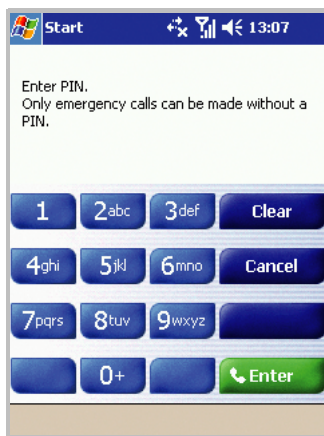 Start 13:07
Enter PIN.
Only emergency calls can be made without a
PIN.
1 2abc 3def Clear
4ghi 5jkl 6mno Cancel
7pqrs 8tuv 9wxyz
0+ Enter